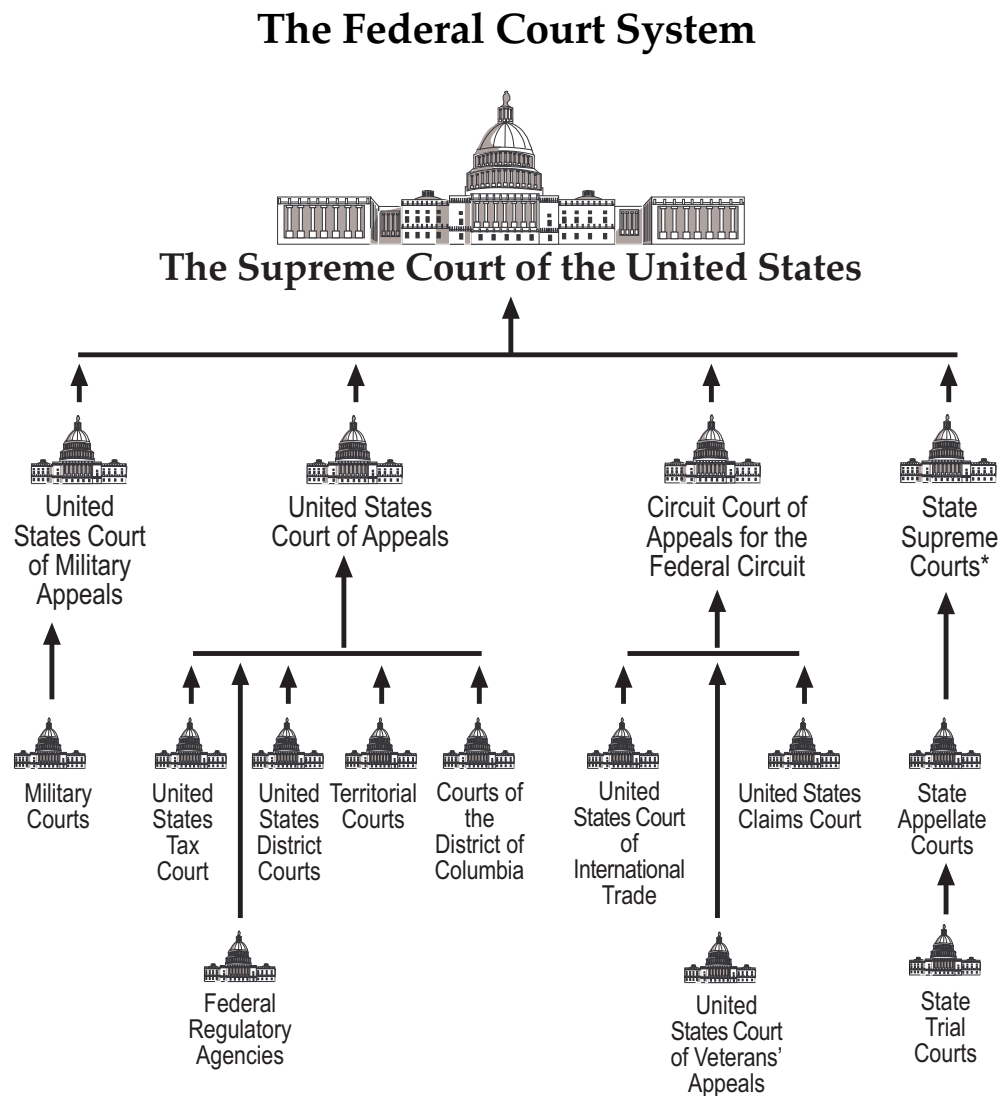 The Federal Court System
The Supreme Court of the United States
United
States Court
of Military
Appeals
United States
Court of Appeals
Circuit Court of
Appeals for the
Federal Circuit
State
Supreme
Courts*
Military
Courts
United
States
Tax
Court
United
States
District
Courts
Territorial
Courts
Courts of
the
District of
Columbia
United
States Court
of
International
Trade
United States
Claims Court
State
Appellate
Courts
Federal
Regulatory
Agencies
United
States Court
of Veterans’
Appeals
State
Trial
Courts